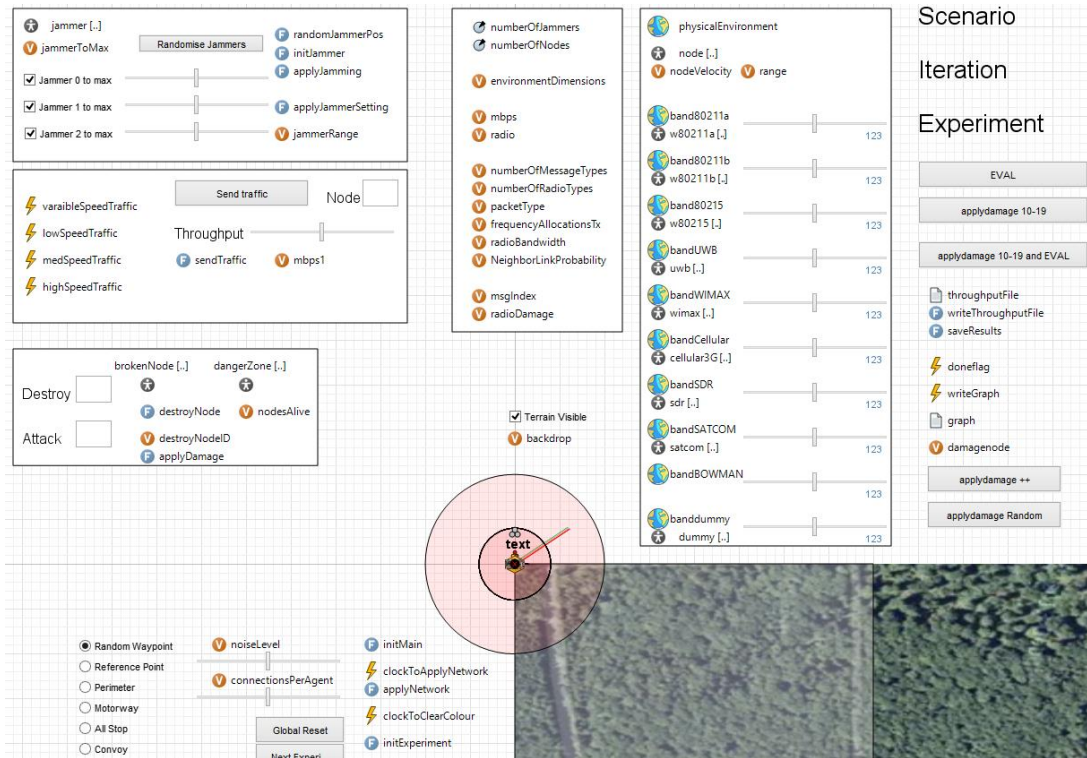 jammer [..]
jammerToMax
Randomise Jammers
randomJammerPos
initJammer
applyJamming
Jammer 0 to max
Jammer 1 to max
applyJammerSetting
Jammer 2 to max
jammerRange
Send traffic
Node
varaibleSpeedTraffic
lowSpeedTraffic
Throughput
medSpeedTraffic
sendTraffic
mbps1
highSpeedTraffic
brokenNode [..]
dangerZone [..]
Destroy
destroyNode
nodesAlive
Attack
destroyNodeID
applyDamage
numberOfJammers
numberOfNodes
environmentDimensions
mbps
radio
numberOfMessageTypes
numberOfRadioTypes
packetType
frequencyAllocationsTx
radioBandwidth
NeighborLinkProbability
msgIndex
radioDamage
Terrain Visible
backdrop
text
physicalEnvironment
node [..]
nodeVelocity
range
band80211a
w80211a [..]
123
band80211b
w80211b [..]
123
band80215
w80215 [..]
123
bandUWB
uwb [..]
123
bandWIMAX
wimax [..]
123
bandCellular
cellular3G [..]
123
bandSDR
sdr [..]
123
bandSATCOM
satcom [..]
123
bandBOWMAN
123
banddummy
dummy [..]
123
Scenario
Iteration
Experiment
EVAL
applydamage 10-19
applydamage 10-19 and EVAL
throughputFile
writeThroughputFile
saveResults
doneflag
writeGraph
graph
damagenode
applydamage ++
applydamage Random
Random Waypoint
Reference Point
Perimeter
Motorway
All Stop
Convoy
noiseLevel
connectionsPerAgent
Global Reset
Next Experi...
initMain
clockToApplyNetwork
applyNetwork
clockToClearColour
initExperiment